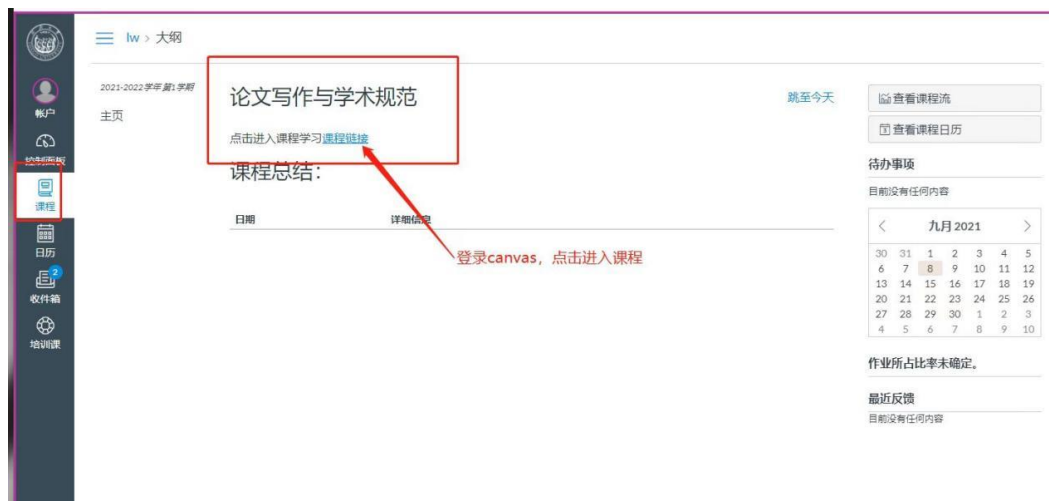 lw > 大纲
帐户
控制面板
课程
日历
2
收件箱
培训课
2021-2022学年第1学期
主页
论文写作与学术规范
跳至今天
点击进入课程学习课程链接
课程总结：
日期 详细信息
登录canvas，点击进入课程
查看课程流
查看课程日历
待办事项
目前没有任何内容
< 九月 2021 >
30 31 1 2 3 4 5
6 7 8 9 10 11 12
13 14 15 16 17 18 19
20 21 22 23 24 25 26
27 28 29 30 1 2 3
4 5 6 7 8 9 10
作业所占比率未确定。
最近反馈
目前没有任何内容